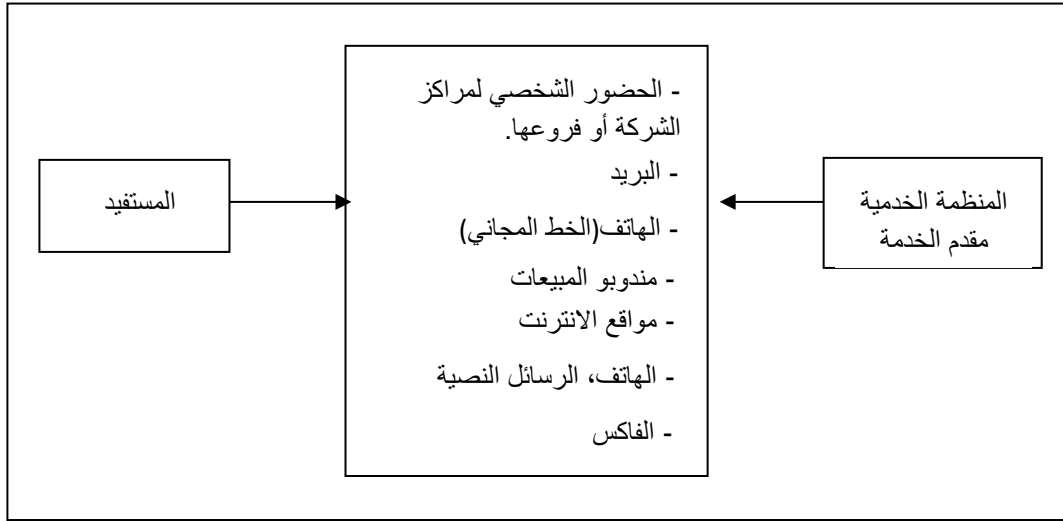 المنظمة الخدمية
مقدم الخدمة
- الحضور الشخصي لمراكز
الشركة أو فروعها.
- البريد
- الهاتف(الخط المجاني)
- مندوبو المبيعات
- مواقع الانترنت
- الهاتف، الرسائل النصية
- الفاكس
المستفيد